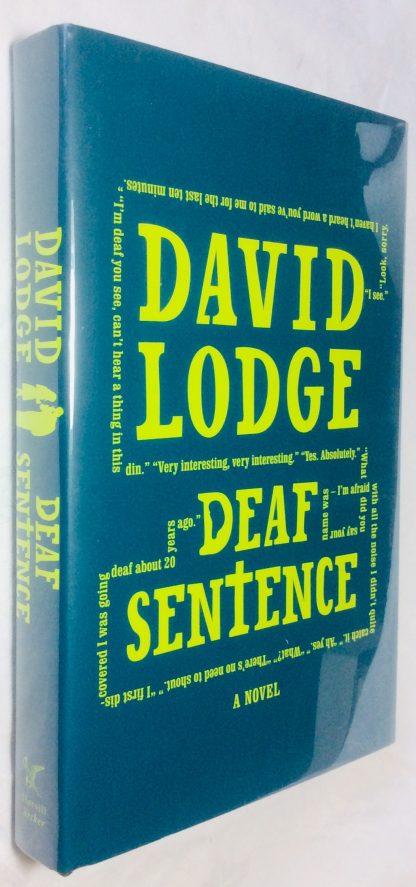 DAVID
LODGE
DEAF
SENTENCE
Harvill
Secker
"Look, sorry,
I haven't heard a word you've said to me for the last ten minutes.
" "I'm deaf you see, can't hear a thing in this
din." "Very interesting, very interesting." "Yes. Absolutely."
"I see."
DAVID
LODGE
"What did you
say your
name was
– I'm afraid
with all the noise I didn't quite
catch it." "Ah yes." "What?" "There's no need to shout." "I first dis-
covered I was going
deaf about 20
years
ago."
DEAF
SENTENCE
A NOVEL